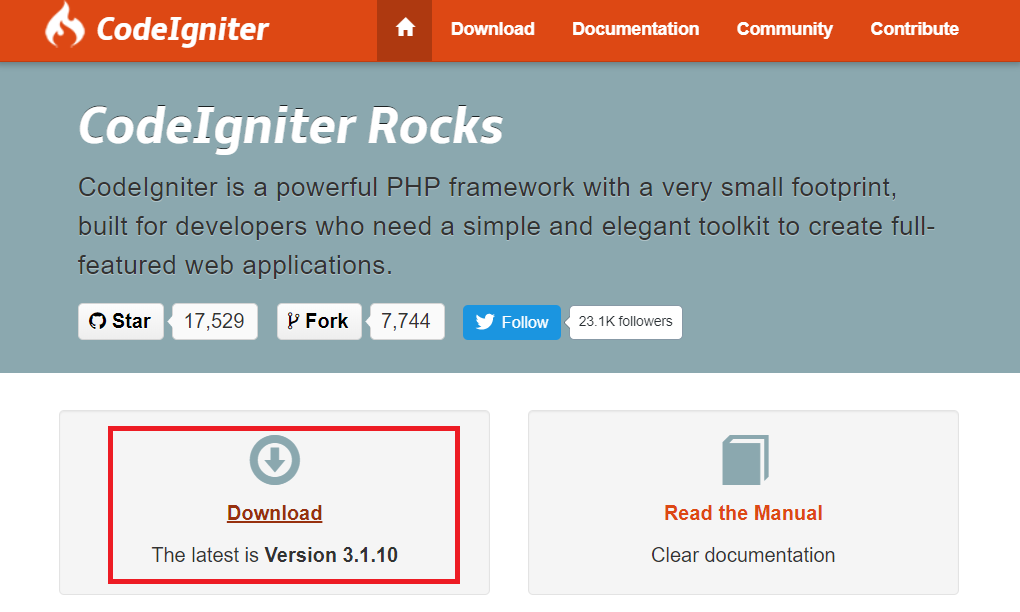 CodeIgniter
Download
Documentation
Community
Contribute
CodeIgniter Rocks
CodeIgniter is a powerful PHP framework with a very small footprint,
built for developers who need a simple and elegant toolkit to create full-
featured web applications.
Star
17,529
Fork
7,744
Follow
23.1K followers
Download
The latest is Version 3.1.10
Read the Manual
Clear documentation